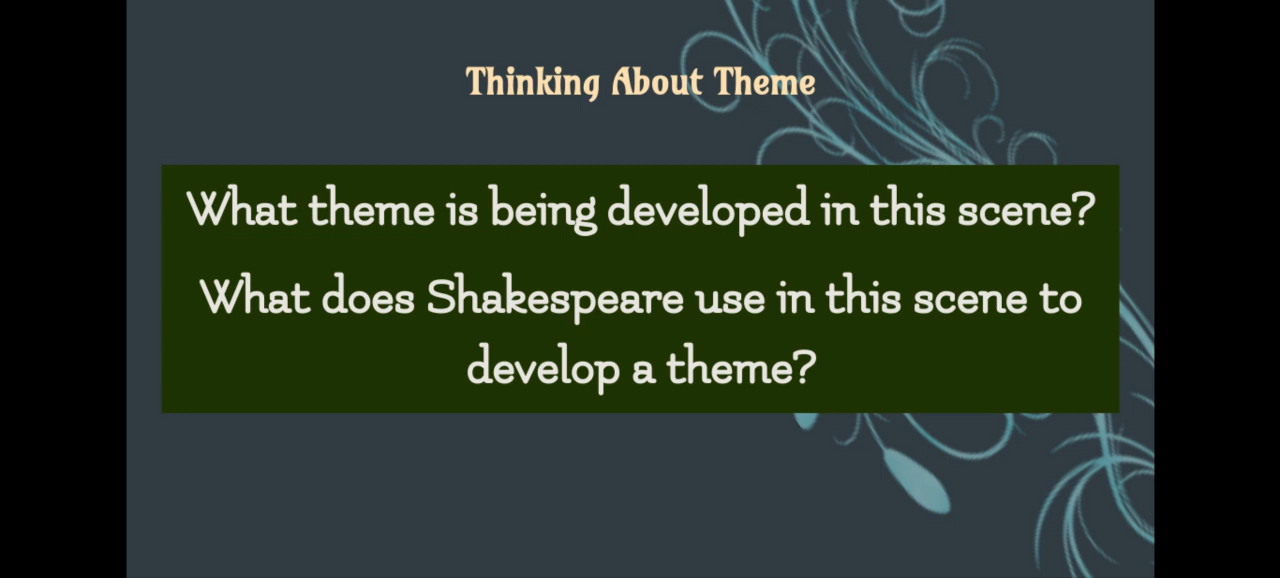 Thinking About Theme
What theme is being developed in this scene?
What does Shakespeare use in this scene to
develop a theme?